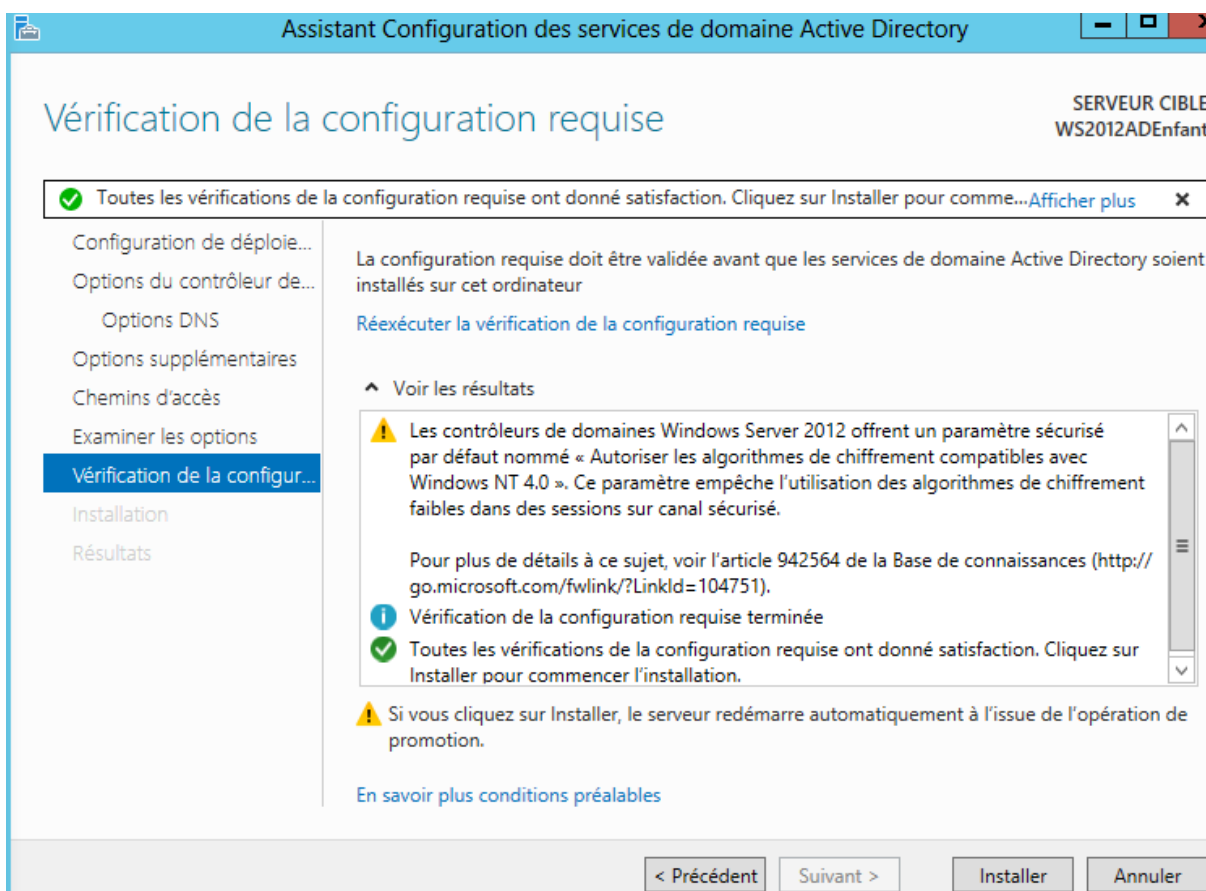 Assistant Configuration des services de domaine Active Directory
Vérification de la configuration requise
SERVEUR CIBLE
WS2012ADEnfant
Toutes les vérifications de la configuration requise ont donné satisfaction. Cliquez sur Installer pour comme...Afficher plus
Configuration de déploie...
Options du contrôleur de...
Options DNS
Options supplémentaires
Chemins d'accès
Examiner les options
Vérification de la configur...
Installation
Résultats
La configuration requise doit être validée avant que les services de domaine Active Directory soient
installés sur cet ordinateur
Réexécuter la vérification de la configuration requise
Voir les résultats
Les contrôleurs de domaines Windows Server 2012 offrent un paramètre sécurisé
par défaut nommé « Autoriser les algorithmes de chiffrement compatibles avec
Windows NT 4.0 ». Ce paramètre empêche l'utilisation des algorithmes de chiffrement
faibles dans des sessions sur canal sécurisé.
Pour plus de détails à ce sujet, voir l'article 942564 de la Base de connaissances (http://
go.microsoft.com/fwlink/?LinkId=104751).
Vérification de la configuration requise terminée
Toutes les vérifications de la configuration requise ont donné satisfaction. Cliquez sur
Installer pour commencer l'installation.
Si vous cliquez sur Installer, le serveur redémarre automatiquement à l'issue de l'opération de
promotion.
En savoir plus conditions préalables
< Précédent
Suivant >
Installer
Annuler